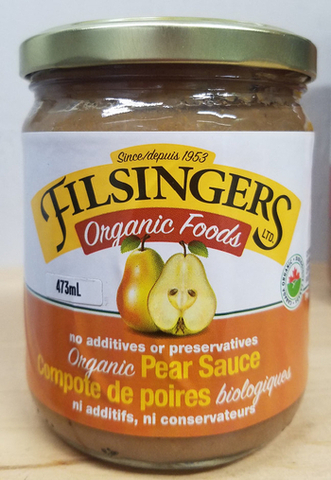 Since/depuis 1953
FILSINGERS
LTD.
Organic Foods
473mL
no additives or preservatives
Organic Pear Sauce
Compote de poires biologiques
ni additifs, ni conservateurs